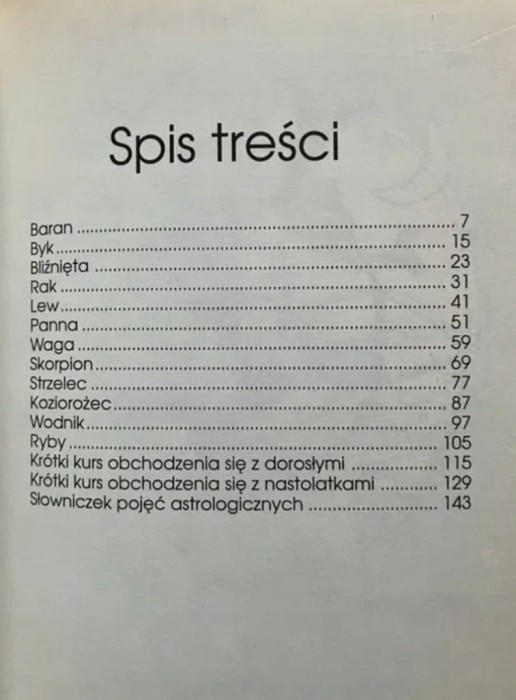 Spis treści
Baran ........................................................................ 7
Byk ........................................................................ 15
Bliźnięta ................................................................. 23
Rak ........................................................................ 31
Lew ........................................................................ 41
Panna ..................................................................... 51
Waga ...................................................................... 59
Skorpion .................................................................. 69
Strzelec .................................................................. 77
Koziorożec ................................................................ 87
Wodnik .................................................................... 97
Ryby ..................................................................... 105
Krótki kurs obchodzenia się z dorosłymi ................. 115
Krótki kurs obchodzenia się z nastolatkami ............ 129
Słowniczek pojęć astrologicznych ........................... 143